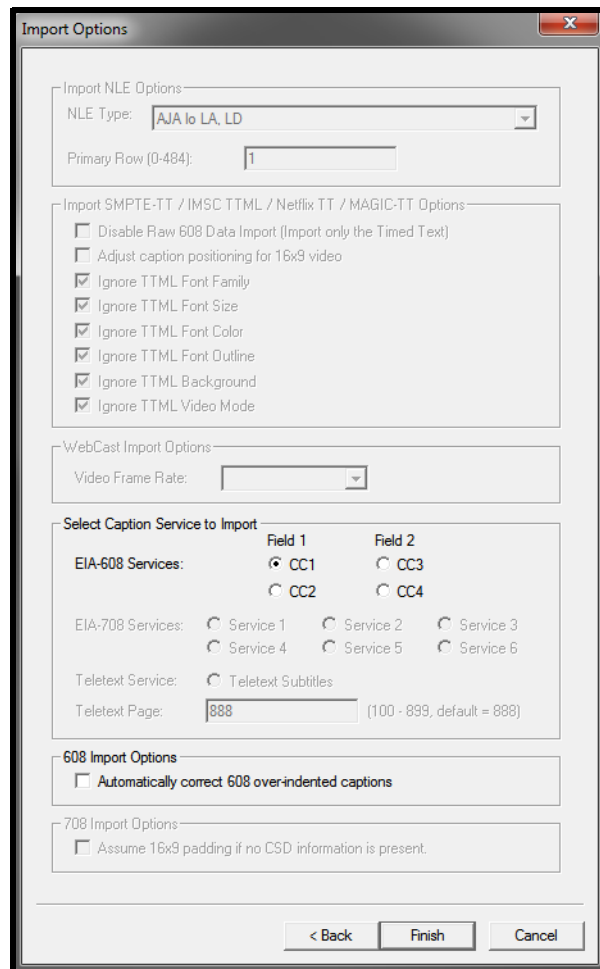 Import Options
Import NLE Options
NLE Type: AJA Io LA, LD
Primary Row (0-484): 1
Import SMPTE-TT / IMSC TTML / Netflix TT / MAGIC-TT Options
Disable Raw 608 Data Import (Import only the Timed Text)
Adjust caption positioning for 16x9 video
Ignore TTML Font Family
Ignore TTML Font Size
Ignore TTML Font Color
Ignore TTML Font Outline
Ignore TTML Background
Ignore TTML Video Mode
WebCast Import Options
Video Frame Rate:
Select Caption Service to Import
Field 1 Field 2
EIA-608 Services: CC1 CC3
CC2 CC4
EIA-708 Services: Service 1 Service 2 Service 3
Service 4 Service 5 Service 6
Teletext Service: Teletext Subtitles
Teletext Page: 888 (100 - 899, default = 888)
608 Import Options
Automatically correct 608 over-indented captions
708 Import Options
Assume 16x9 padding if no CSD information is present.
< Back Finish Cancel